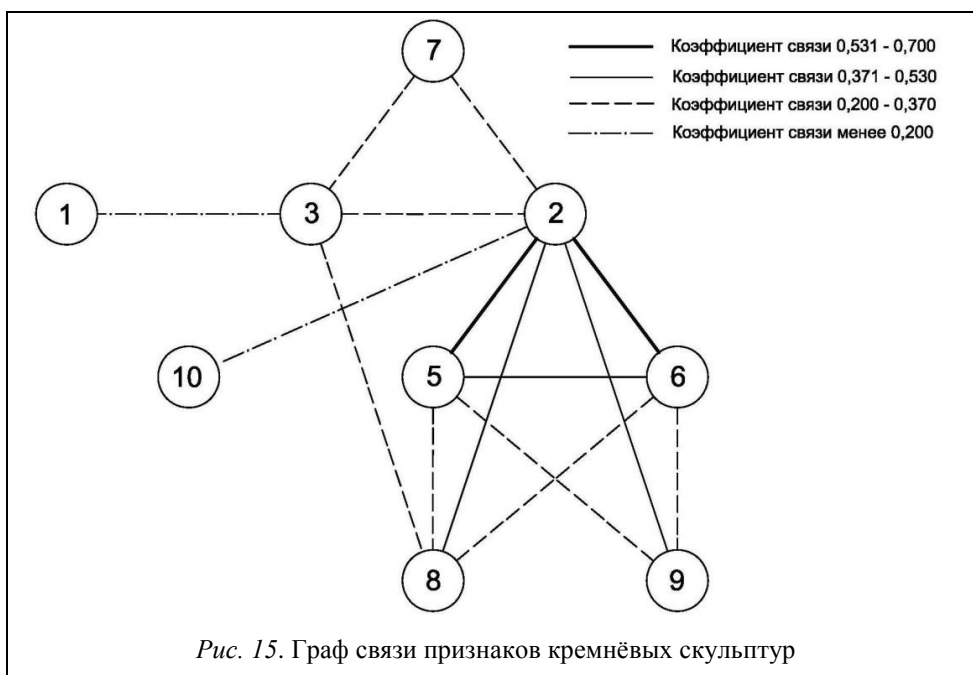 7
Коэффициент связи 0,531 - 0,700
Коэффициент связи 0,371 - 0,530
Коэффициент связи 0,200 - 0,370
Коэффициент связи менее 0,200
1
3
2
10
5
6
8
9
Рис. 15. Граф связи признаков кремнёвых скульптур